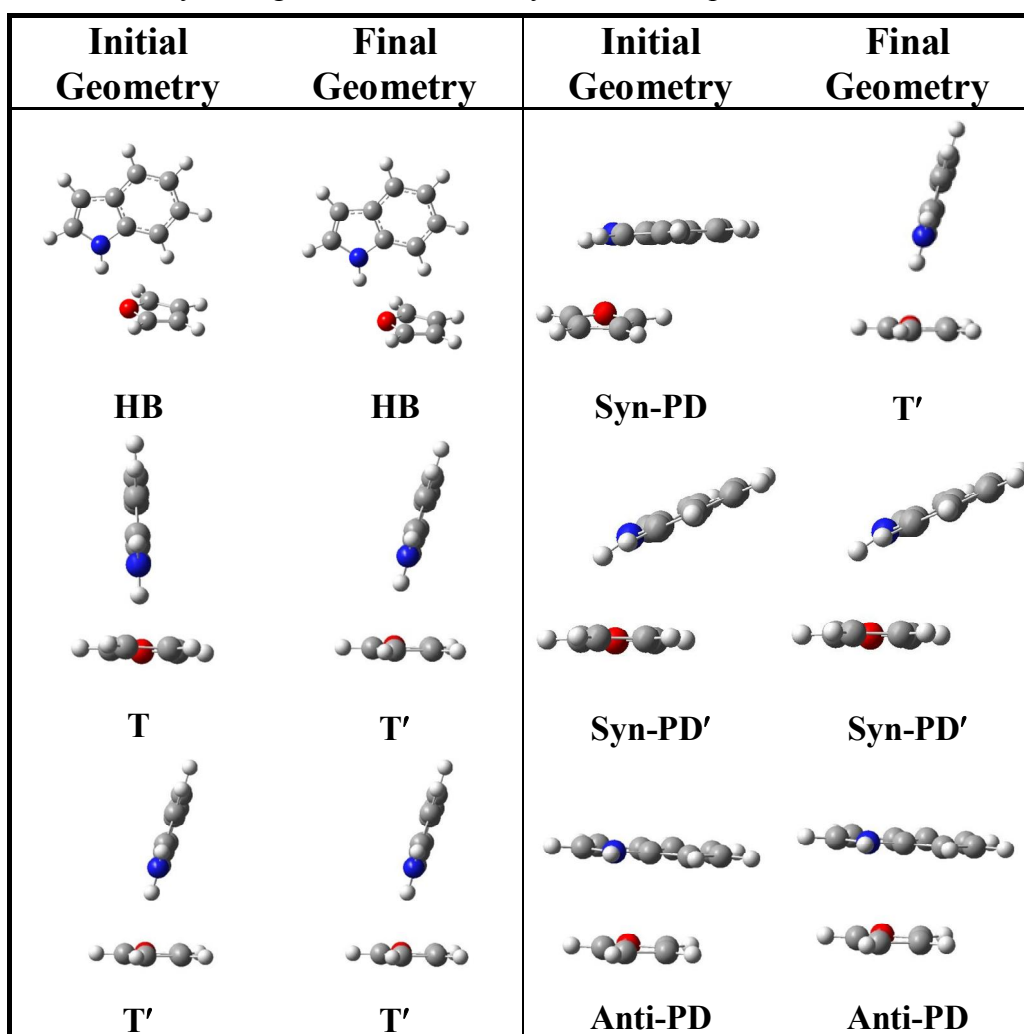 Initial Geometry
Final Geometry
Initial Geometry
Final Geometry
HB
HB
Syn-PD
T′
T
T′
Syn-PD′
Syn-PD′
T′
T′
Anti-PD
Anti-PD